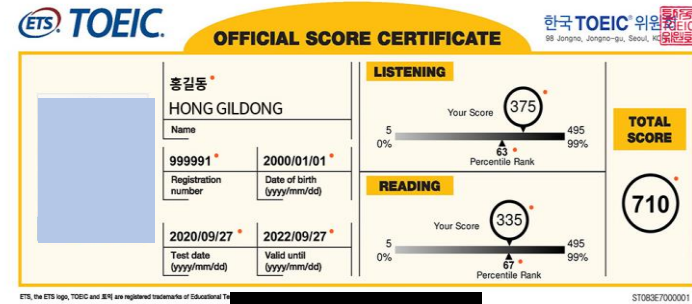 ETS TOEIC.
OFFICIAL SCORE CERTIFICATE
한국 TOEIC® 위원회
98 Jongno, Jongno-gu, Seoul,
홍길동
HONG GILDONG
Name
999991
2000/01/01
Registration number
Date of birth (yyyy/mm/dd)
2020/09/27
2022/09/27
Test date (yyyy/mm/dd)
Valid until (yyyy/mm/dd)
LISTENING
Your Score 375
5 495
0% 99%
63
Percentile Rank
READING
Your Score 335
5 495
0% 99%
67
Percentile Rank
TOTAL
SCORE
710
ETS, the ETS logo, TOEIC and 토익 are registered trademarks of Educational
ST083E7000001